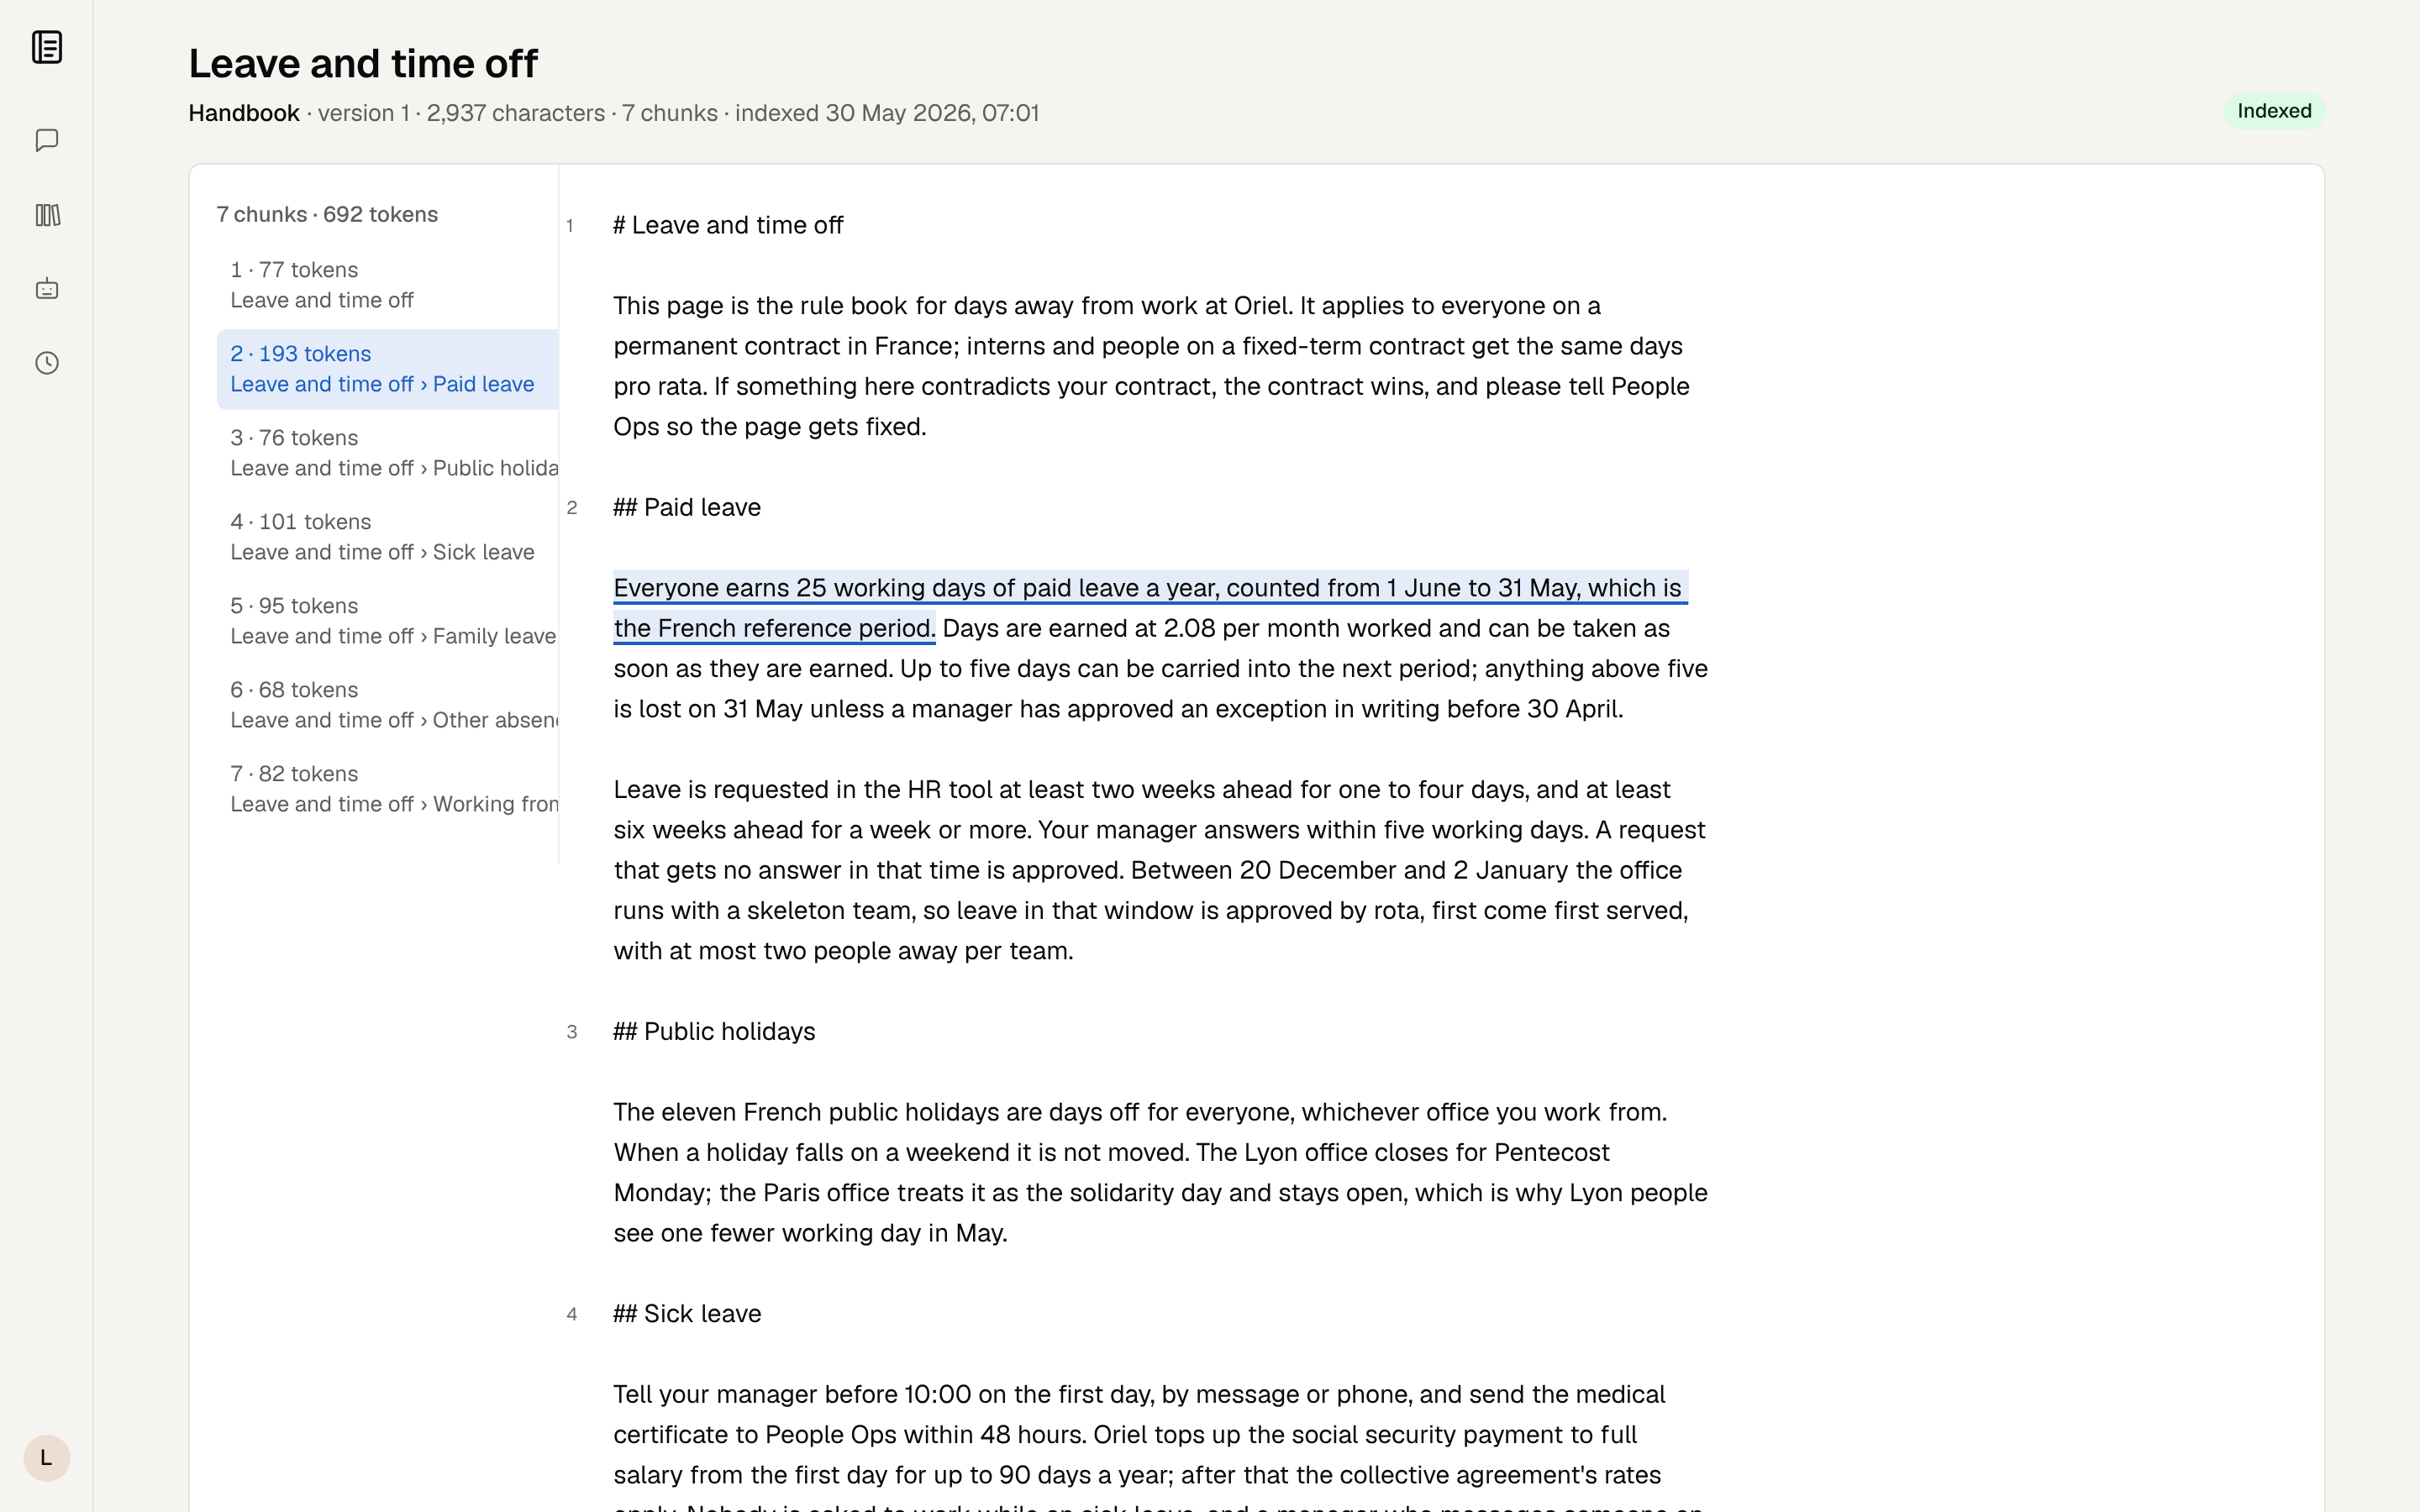 Leave and time off
Handbook · version 1 · 2,937 characters · 7 chunks · indexed 30 May 2026, 07:01
Indexed
7 chunks · 692 tokens
1 · 77 tokens
Leave and time off
2 · 193 tokens
Leave and time off › Paid leave
3 · 76 tokens
Leave and time off › Public holida
4 · 101 tokens
Leave and time off › Sick leave
5 · 95 tokens
Leave and time off › Family leave
6 · 68 tokens
Leave and time off › Other absen
7 · 82 tokens
Leave and time off › Working fron
1
# Leave and time off
This page is the rule book for days away from work at Oriel. It applies to everyone on a
permanent contract in France; interns and people on a fixed-term contract get the same days
pro rata. If something here contradicts your contract, the contract wins, and please tell People
Ops so the page gets fixed.
2
## Paid leave
Everyone earns 25 working days of paid leave a year, counted from 1 June to 31 May, which is
the French reference period. Days are earned at 2.08 per month worked and can be taken as
soon as they are earned. Up to five days can be carried into the next period; anything above five
is lost on 31 May unless a manager has approved an exception in writing before 30 April.
Leave is requested in the HR tool at least two weeks ahead for one to four days, and at least
six weeks ahead for a week or more. Your manager answers within five working days. A request
that gets no answer in that time is approved. Between 20 December and 2 January the office
runs with a skeleton team, so leave in that window is approved by rota, first come first served,
with at most two people away per team.
3
## Public holidays
The eleven French public holidays are days off for everyone, whichever office you work from.
When a holiday falls on a weekend it is not moved. The Lyon office closes for Pentecost
Monday; the Paris office treats it as the solidarity day and stays open, which is why Lyon people
see one fewer working day in May.
4
## Sick leave
Tell your manager before 10:00 on the first day, by message or phone, and send the medical
certificate to People Ops within 48 hours. Oriel tops up the social security payment to full
salary from the first day for up to 90 days a year; after that the collective agreement's rates
apply. Nobody is asked to work while on sick leave, and a manager who messages someone on
L